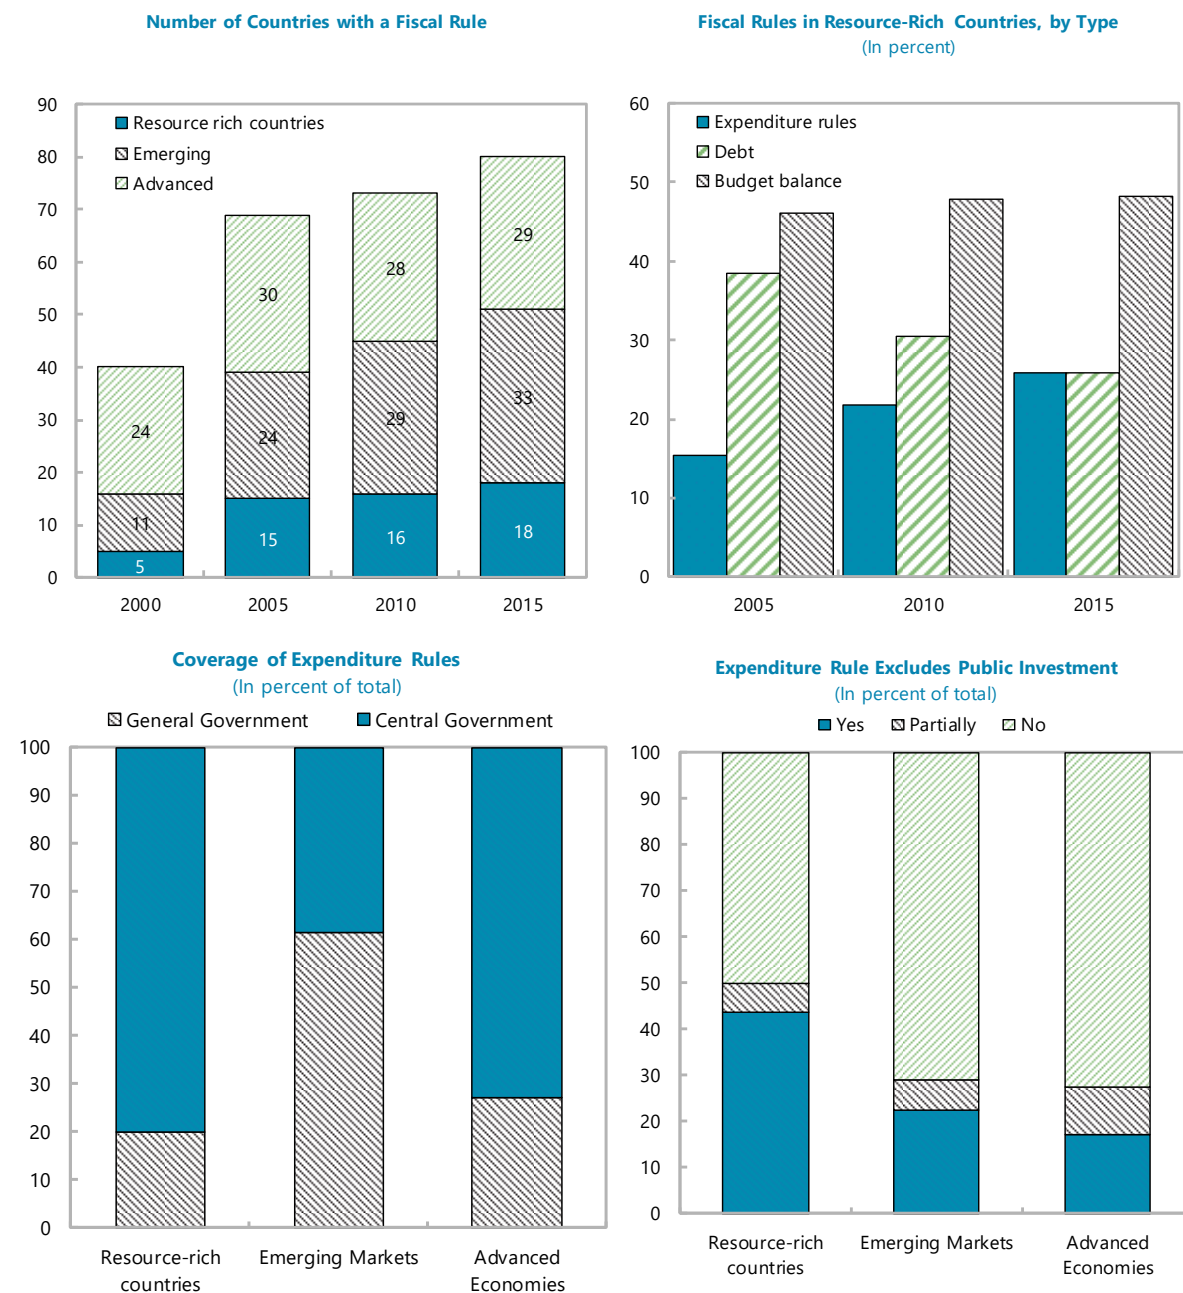 Number of Countries with a Fiscal Rule
90
80
70
60
50
40
30
20
10
0
Resource rich countries
Emerging
Advanced
24
11
5
30
24
15
28
29
16
29
33
18
2000
2005
2010
2015
Fiscal Rules in Resource-Rich Countries, by Type
(In percent)
60
50
40
30
20
10
0
Expenditure rules
Debt
Budget balance
2005
2010
2015
Coverage of Expenditure Rules
(In percent of total)
General Government
Central Government
100
90
80
70
60
50
40
30
20
10
0
Resource-rich
countries
Emerging Markets
Advanced
Economies
Expenditure Rule Excludes Public Investment
(In percent of total)
Yes
Partially
No
100
90
80
70
60
50
40
30
20
10
0
Resource-rich
countries
Emerging Markets
Advanced
Economies